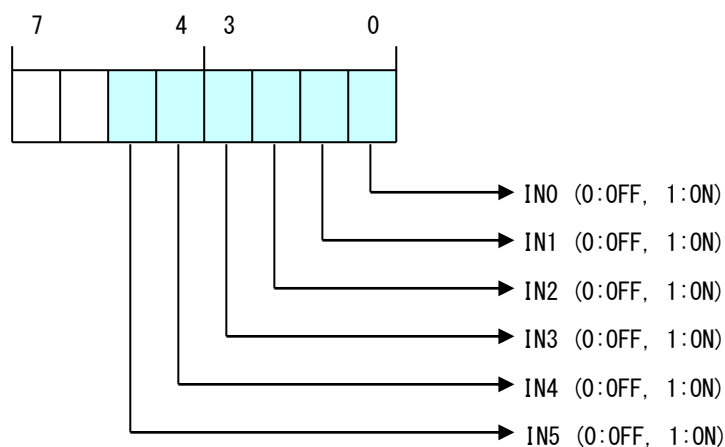 7 4 3 0
IN0 (0:OFF, 1:ON)
IN1 (0:OFF, 1:ON)
IN2 (0:OFF, 1:ON)
IN3 (0:OFF, 1:ON)
IN4 (0:OFF, 1:ON)
IN5 (0:OFF, 1:ON)